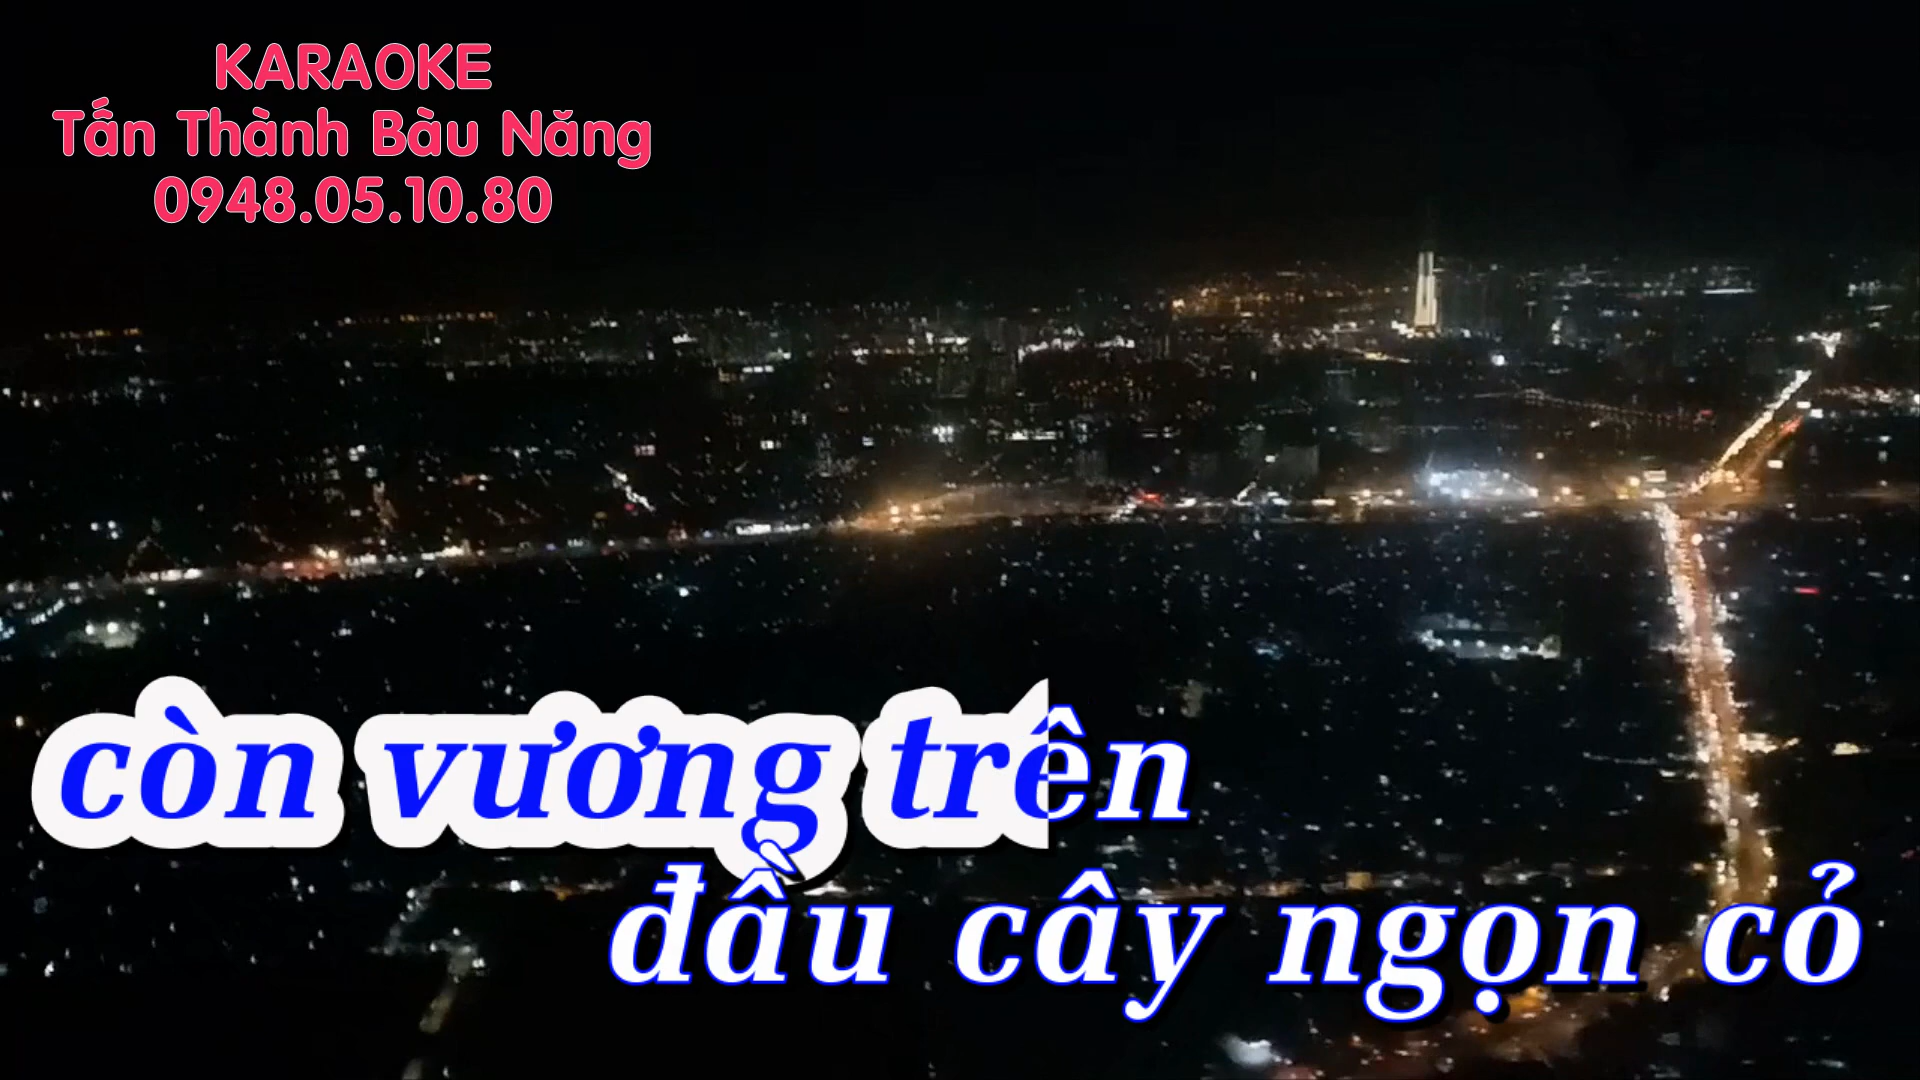 KARAOKE
Tấn Thành Bàu Năng
0948.05.10.80
còn vương trên
đầu cây ngọn cỏ